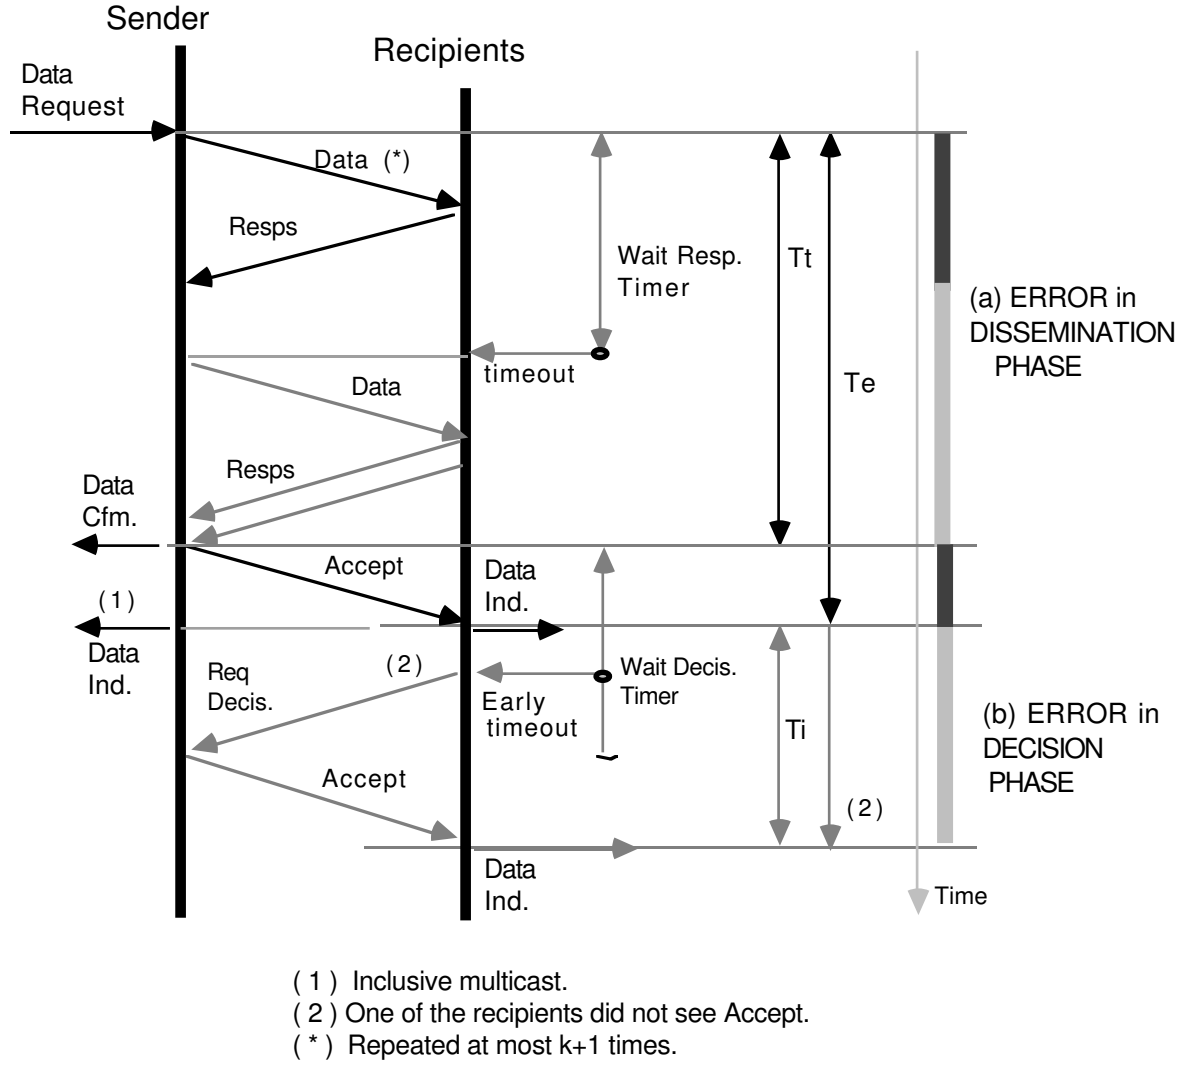 Sender
Recipients
Data
Request
Data (*)
Resps
Wait Resp.
Timer
Tt
Te
(a) ERROR in
DISSEMINATION
PHASE
timeout
Data
Resps
Data
Cfm.
Accept
Data
Ind.
(1)
Data
Ind.
Req
Decis.
(2)
Early
timeout
Wait Decis.
Timer
Ti
(b) ERROR in
DECISION
PHASE
Accept
(2)
Data
Ind.
Time
( 1 ) Inclusive multicast.
( 2 ) One of the recipients did not see Accept.
( * ) Repeated at most k+1 times.